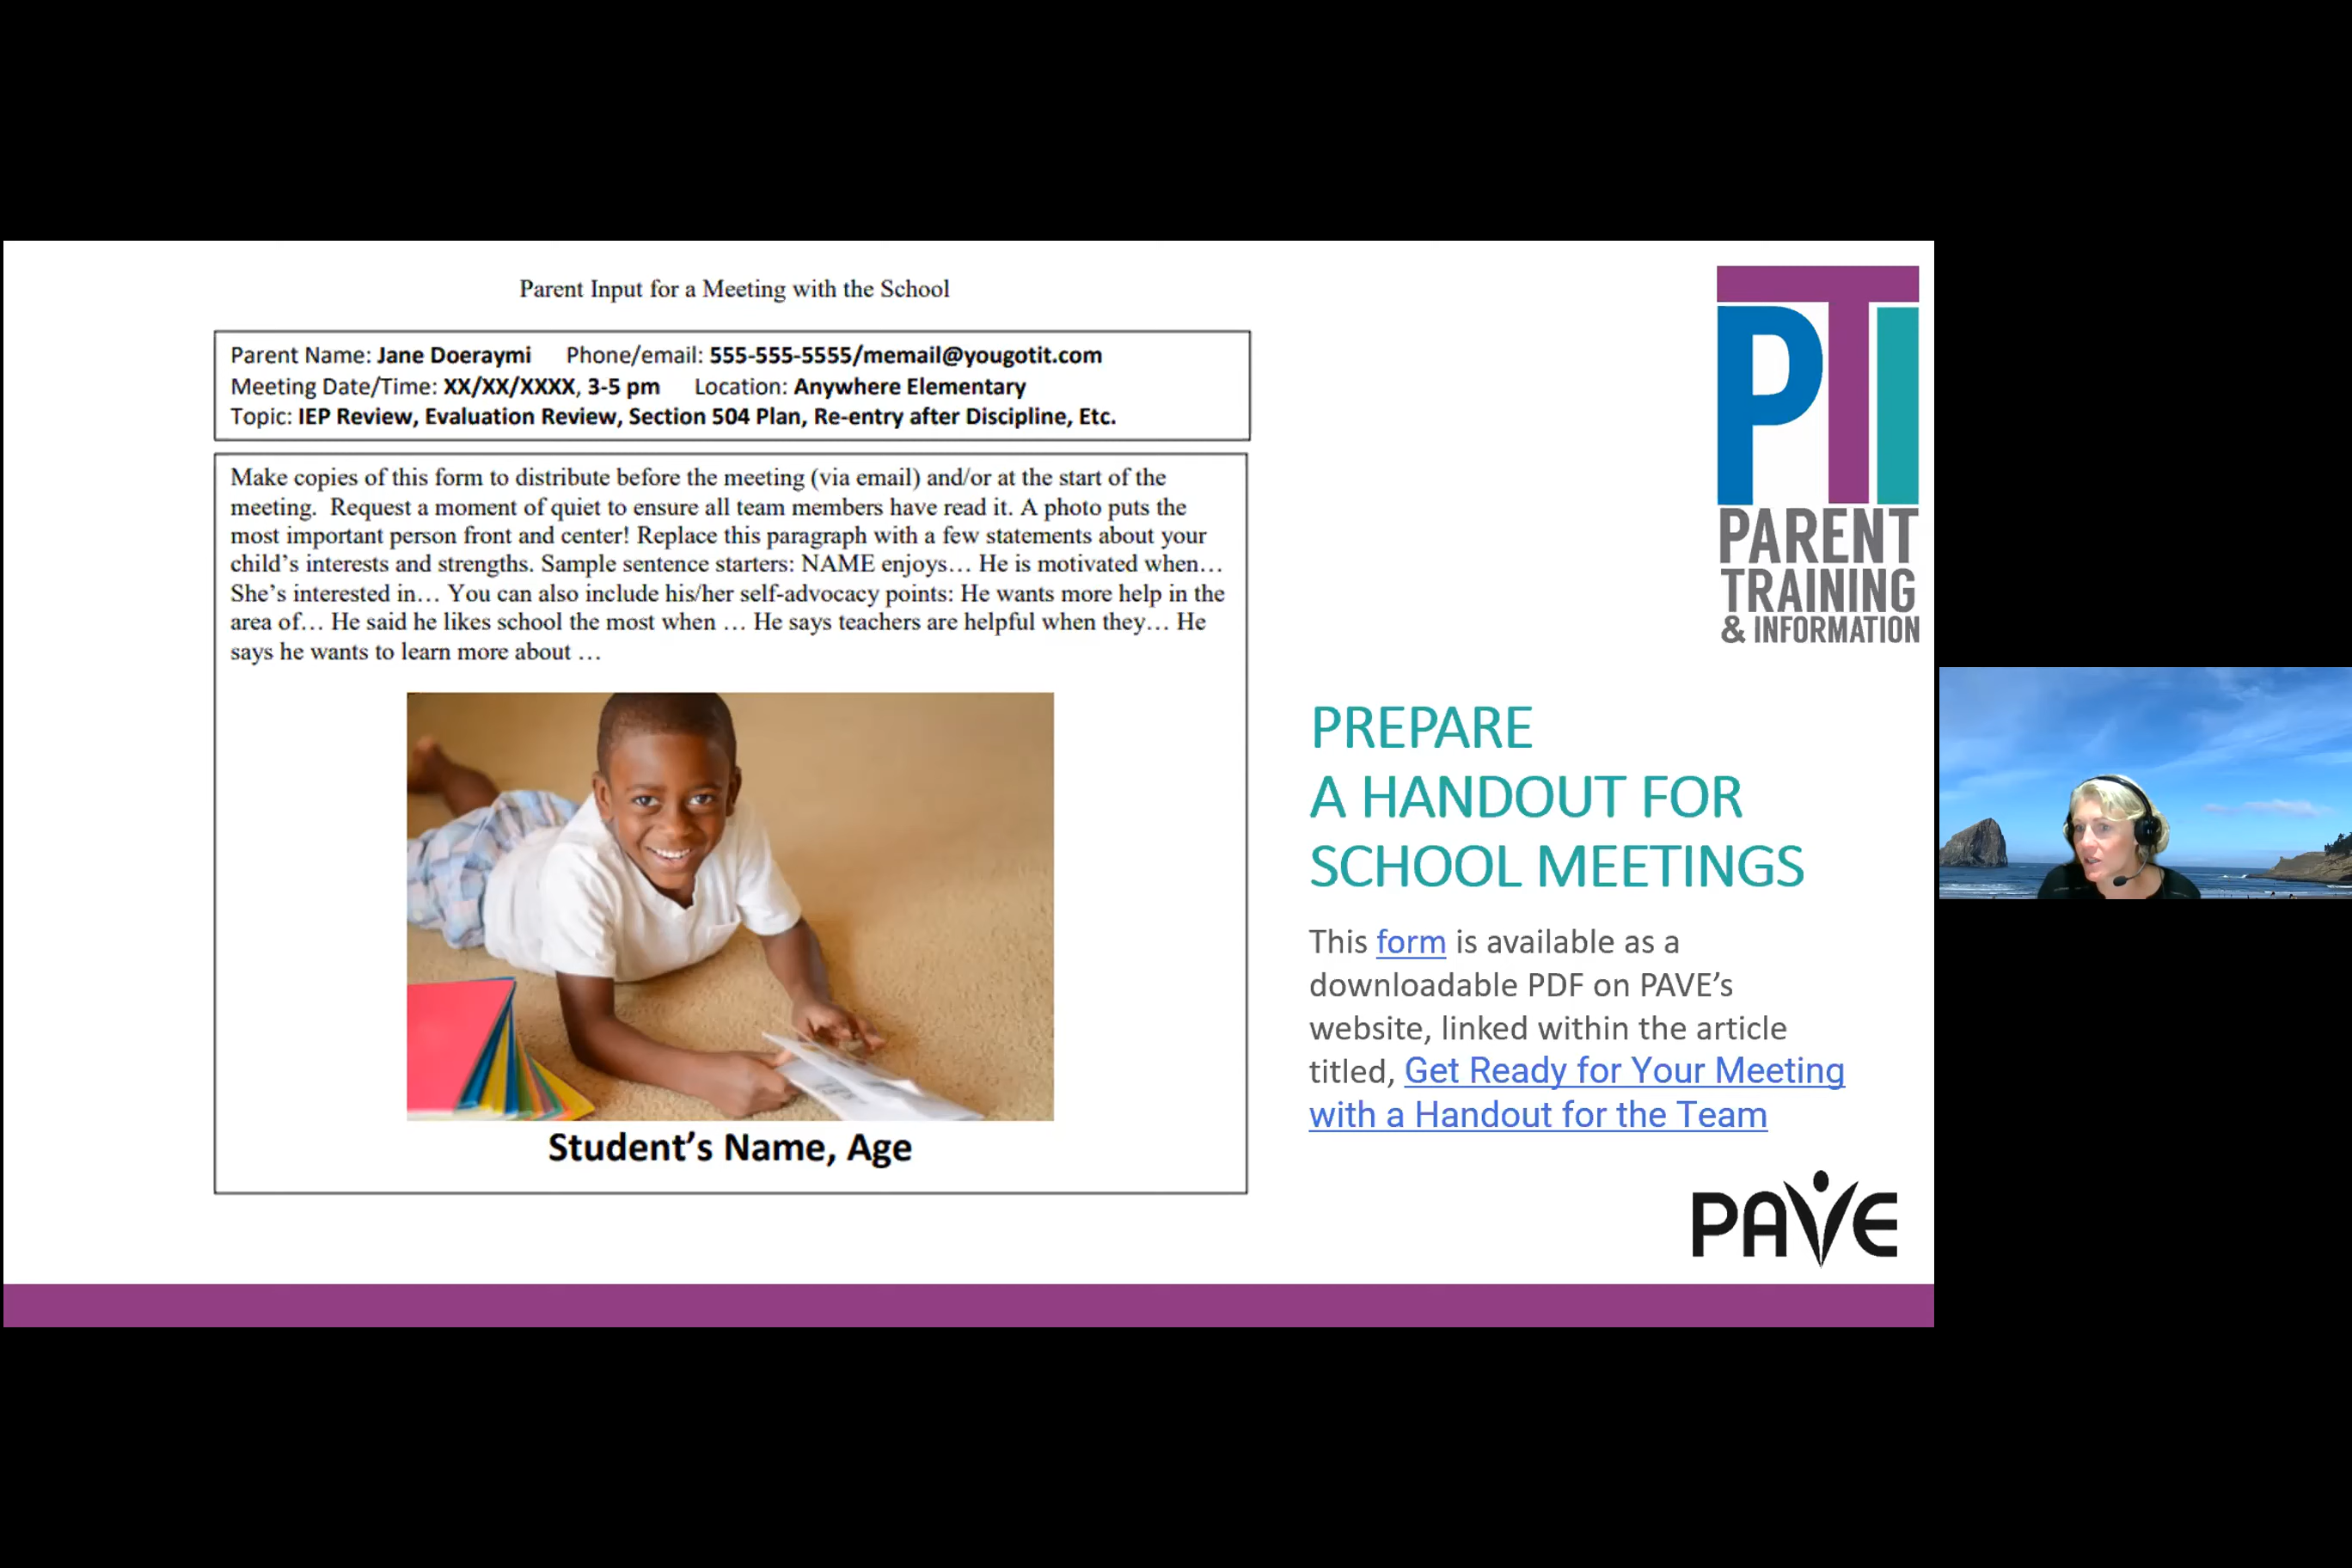 Parent Input for a Meeting with the School
Parent Name: Jane Doeraymi Phone/email: 555-555-5555/memail@yougotit.com
Meeting Date/Time: XX/XX/XXXX, 3-5 pm Location: Anywhere Elementary
Topic: IEP Review, Evaluation Review, Section 504 Plan, Re-entry after Discipline, Etc.
Make copies of this form to distribute before the meeting (via email) and/or at the start of the
meeting. Request a moment of quiet to ensure all team members have read it. A photo puts the
most important person front and center! Replace this paragraph with a few statements about your
child’s interests and strengths. Sample sentence starters: NAME enjoys… He is motivated when…
She’s interested in… You can also include his/her self-advocacy points: He wants more help in the
area of… He said he likes school the most when … He says teachers are helpful when they… He
says he wants to learn more about …
Student’s Name, Age
PTI
PARENT
TRAINING
& INFORMATION
PREPARE
A HANDOUT FOR
SCHOOL MEETINGS
This form is available as a
downloadable PDF on PAVE’s
website, linked within the article
titled, Get Ready for Your Meeting
with a Handout for the Team
PAVE